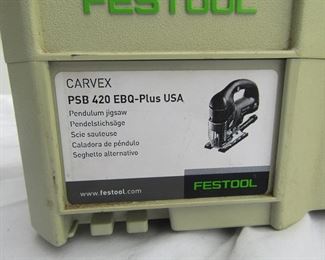 FESTOOL
CARVEX
PSB 420 EBQ-Plus USA
Pendulum jigsaw
Pendelstichsäge
Scie sauteuse
Caladora de péndulo
Seghetto alternativo
www.festool.com
FESTOOL